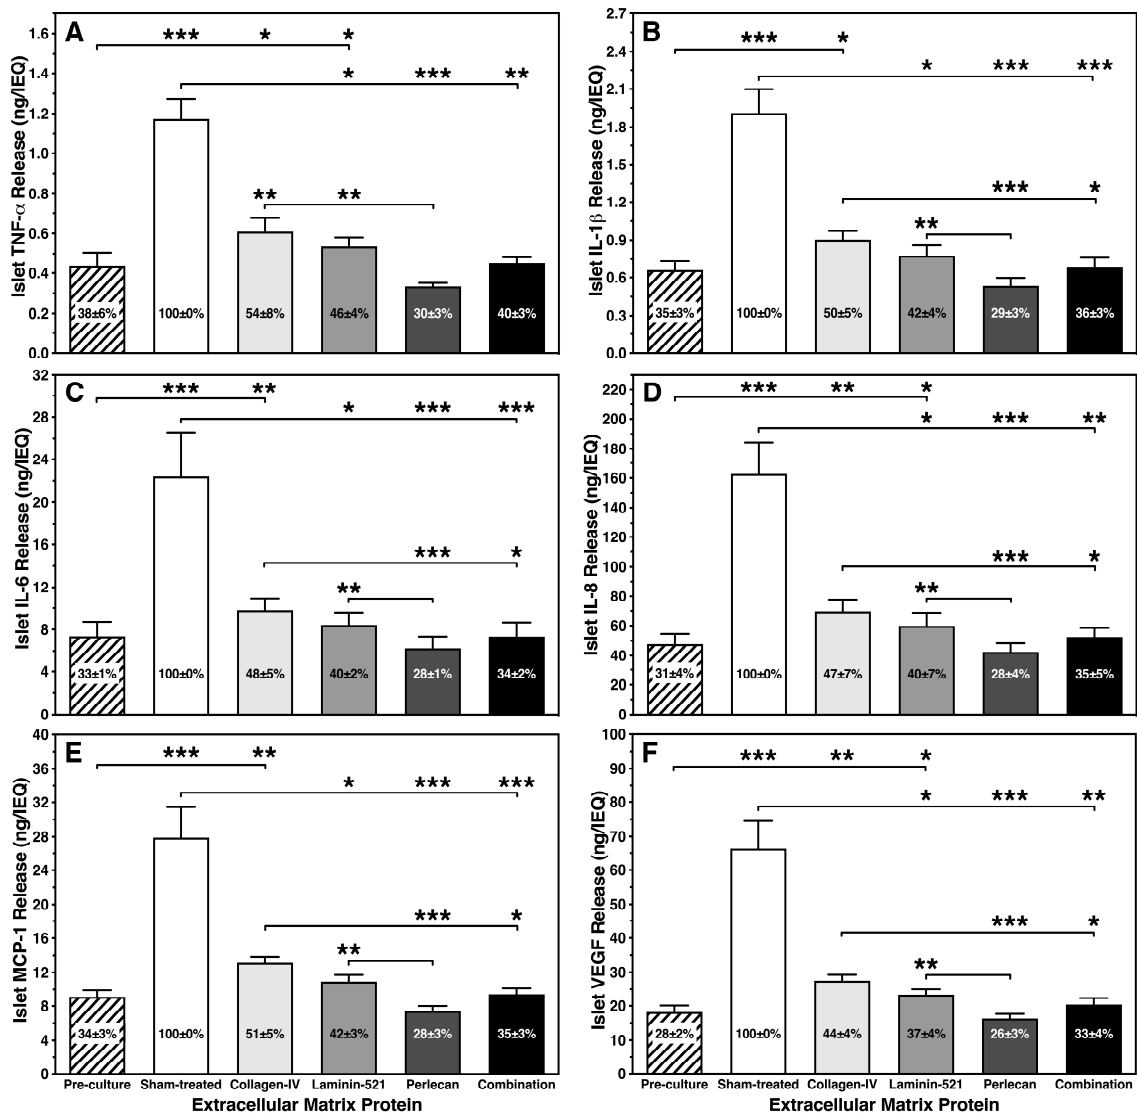 A
Islet TNF-α Release (ng/IEQ)
1.6
1.4
1.2
1.0
0.8
0.6
0.4
0.2
0.0
*** * *
* *** **
** **
38±6% 100±0% 54±8% 46±4% 30±3% 40±3%
B
Islet IL-1β Release (ng/IEQ)
2.7
2.4
2.1
1.8
1.5
1.2
0.9
0.6
0.3
0.0
*** *
* *** ***
*** *
**
35±3% 100±0% 50±5% 42±4% 29±3% 36±3%
C
Islet IL-6 Release (ng/IEQ)
32
28
24
20
16
12
8
4
0
*** **
* *** ***
*** *
**
33±1% 100±0% 48±5% 40±2% 28±1% 34±2%
D
Islet IL-8 Release (ng/IEQ)
220
200
180
160
140
120
100
80
60
40
20
0
*** ** *
* *** **
*** *
**
31±4% 100±0% 47±7% 40±7% 28±4% 35±5%
E
Islet MCP-1 Release (ng/IEQ)
40
36
32
28
24
20
16
12
8
4
0
*** **
* *** ***
*** *
**
34±3% 100±0% 51±5% 42±3% 28±3% 35±3%
Pre-culture Sham-treated Collagen-IV Laminin-521 Perlecan Combination
Extracellular Matrix Protein
F
Islet VEGF Release (ng/IEQ)
100
90
80
70
60
50
40
30
20
10
0
*** ** *
* *** **
*** *
**
28±2% 100±0% 44±4% 37±4% 26±3% 33±4%
Pre-culture Sham-treated Collagen-IV Laminin-521 Perlecan Combination
Extracellular Matrix Protein